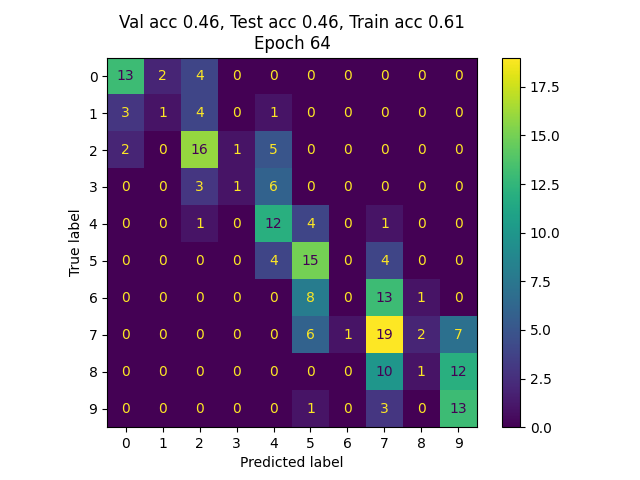 Val acc 0.46, Test acc 0.46, Train acc 0.61
Epoch 64
0 13 2 4 0 0 0 0 0 0 0
1 3 1 4 0 1 0 0 0 0 0
2 2 0 16 1 5 0 0 0 0 0
3 0 0 3 1 6 0 0 0 0 0
4 0 0 1 0 12 4 0 1 0 0
5 0 0 0 0 4 15 0 4 0 0
6 0 0 0 0 0 8 0 13 1 0
7 0 0 0 0 0 6 1 19 2 7
8 0 0 0 0 0 0 0 10 1 12
9 0 0 0 0 0 1 0 3 0 13
0 1 2 3 4 5 6 7 8 9
Predicted label
True label
17.5
15.0
12.5
10.0
7.5
5.0
2.5
0.0